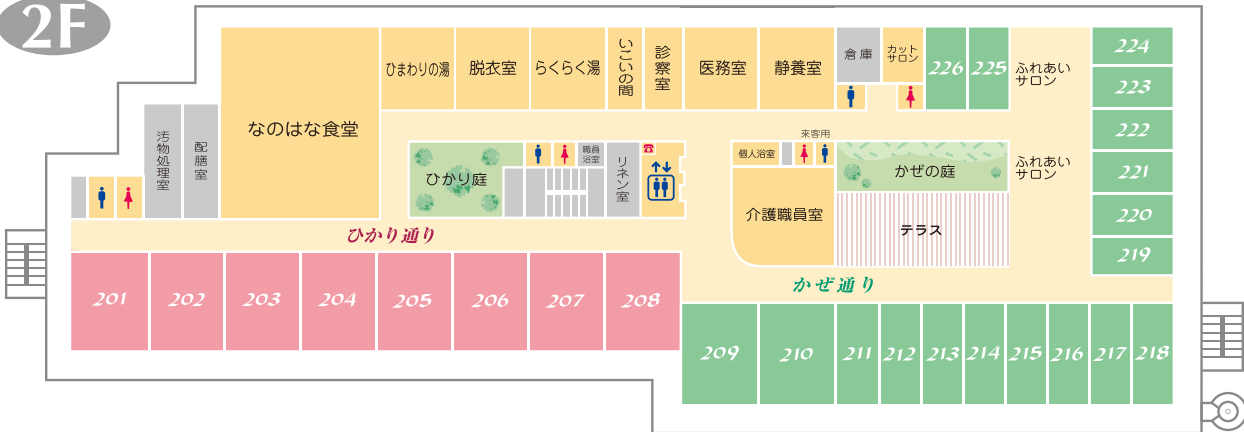 2F
ひまわりの湯
脱衣室
らくらく湯
いこいの間
診察室
医務室
静養室
倉庫
カット
サロン
226
225
ふれあい
サロン
224
223
222
221
220
219
汚物処理室
配膳室
なのはな食堂
ひかり庭
職員
浴室
リネン室
来客用
個人浴室
かぜの庭
ふれあい
サロン
介護職員室
テラス
ひかり通り
かぜ通り
201
202
203
204
205
206
207
208
209
210
211
212
213
214
215
216
217
218